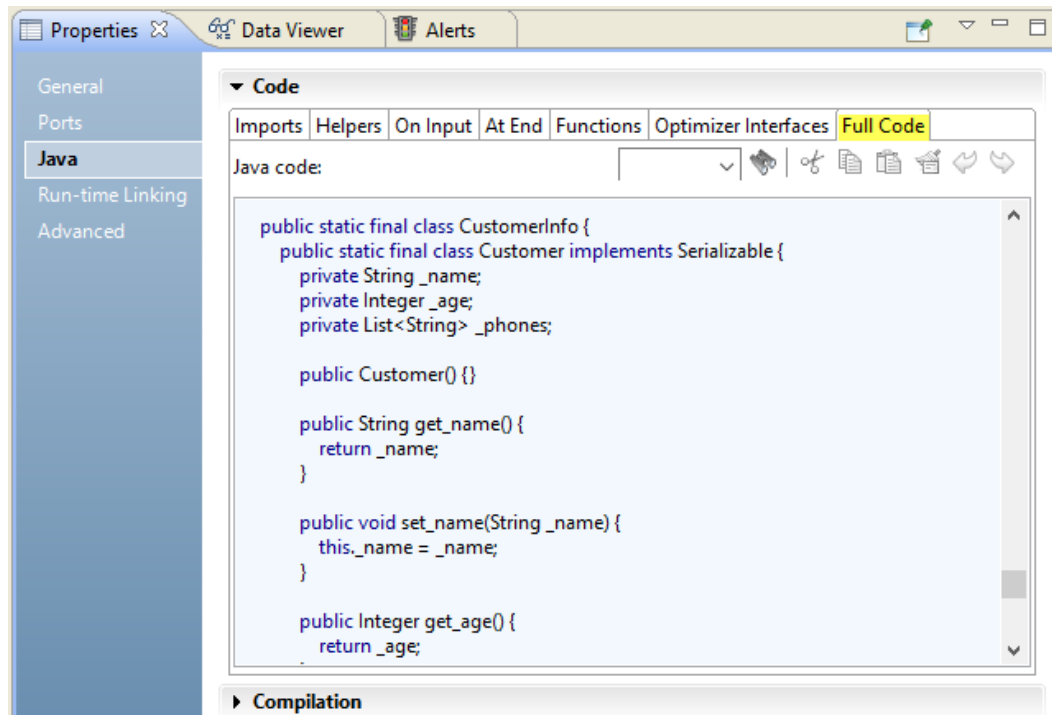 Properties Data Viewer Alerts
General
Ports
Java
Run-time Linking
Advanced
Code
Imports Helpers On Input At End Functions Optimizer Interfaces Full Code
Java code:
public static final class CustomerInfo {
public static final class Customer implements Serializable {
private String _name;
private Integer _age;
private List<String> _phones;
public Customer() {}
public String get_name() {
return _name;
}
public void set_name(String _name) {
this._name = _name;
}
public Integer get_age() {
return _age;
Compilation